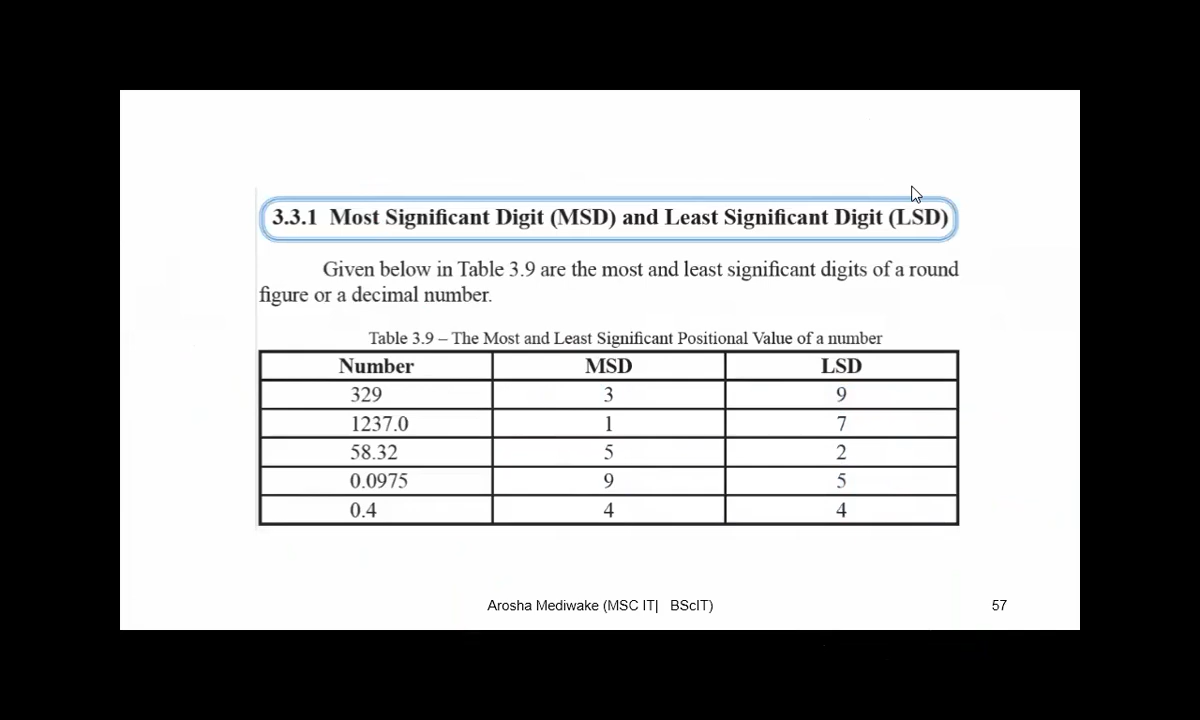 3.3.1 Most Significant Digit (MSD) and Least Significant Digit (LSD)
Given below in Table 3.9 are the most and least significant digits of a round
figure or a decimal number.
Table 3.9 – The Most and Least Significant Positional Value of a number
Number MSD LSD
329 3 9
1237.0 1 7
58.32 5 2
0.0975 9 5
0.4 4 4
Arosha Mediwake (MSC IT| BScIT) 57